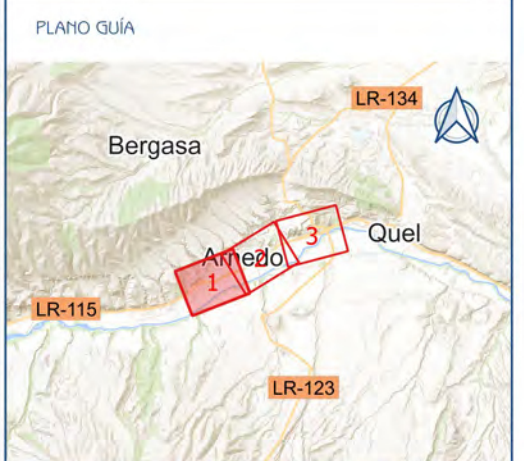 PLANO GUÍA
LR-134
Bergasa
Quel
3
Arnedo
2
1
LR-115
LR-123